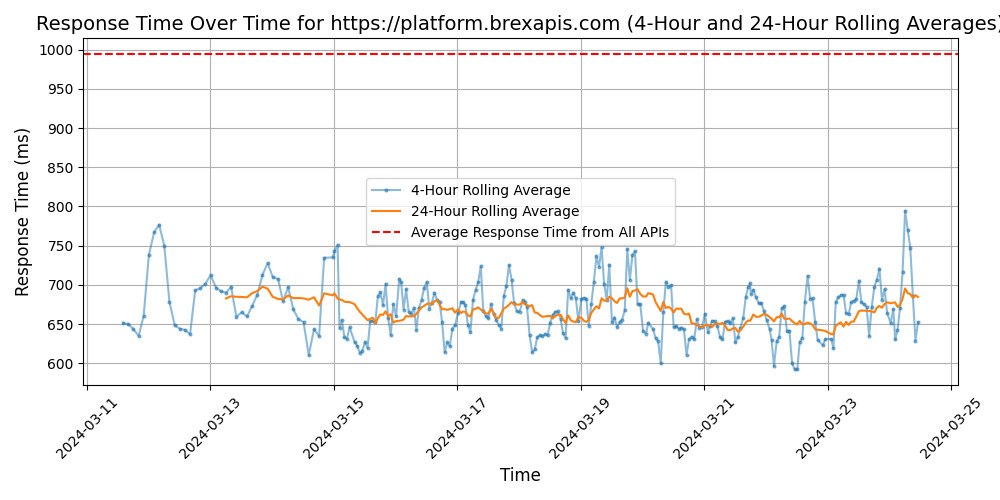 Response Time Over Time for https://platform.brexapis.com (4-Hour and 24-Hour Rolling Averages)
Response Time (ms)
1000
950
900
850
800
750
700
650
600
4-Hour Rolling Average
24-Hour Rolling Average
Average Response Time from All APIs
2024-03-11
2024-03-13
2024-03-15
2024-03-17
2024-03-19
2024-03-21
2024-03-23
2024-03-25
Time